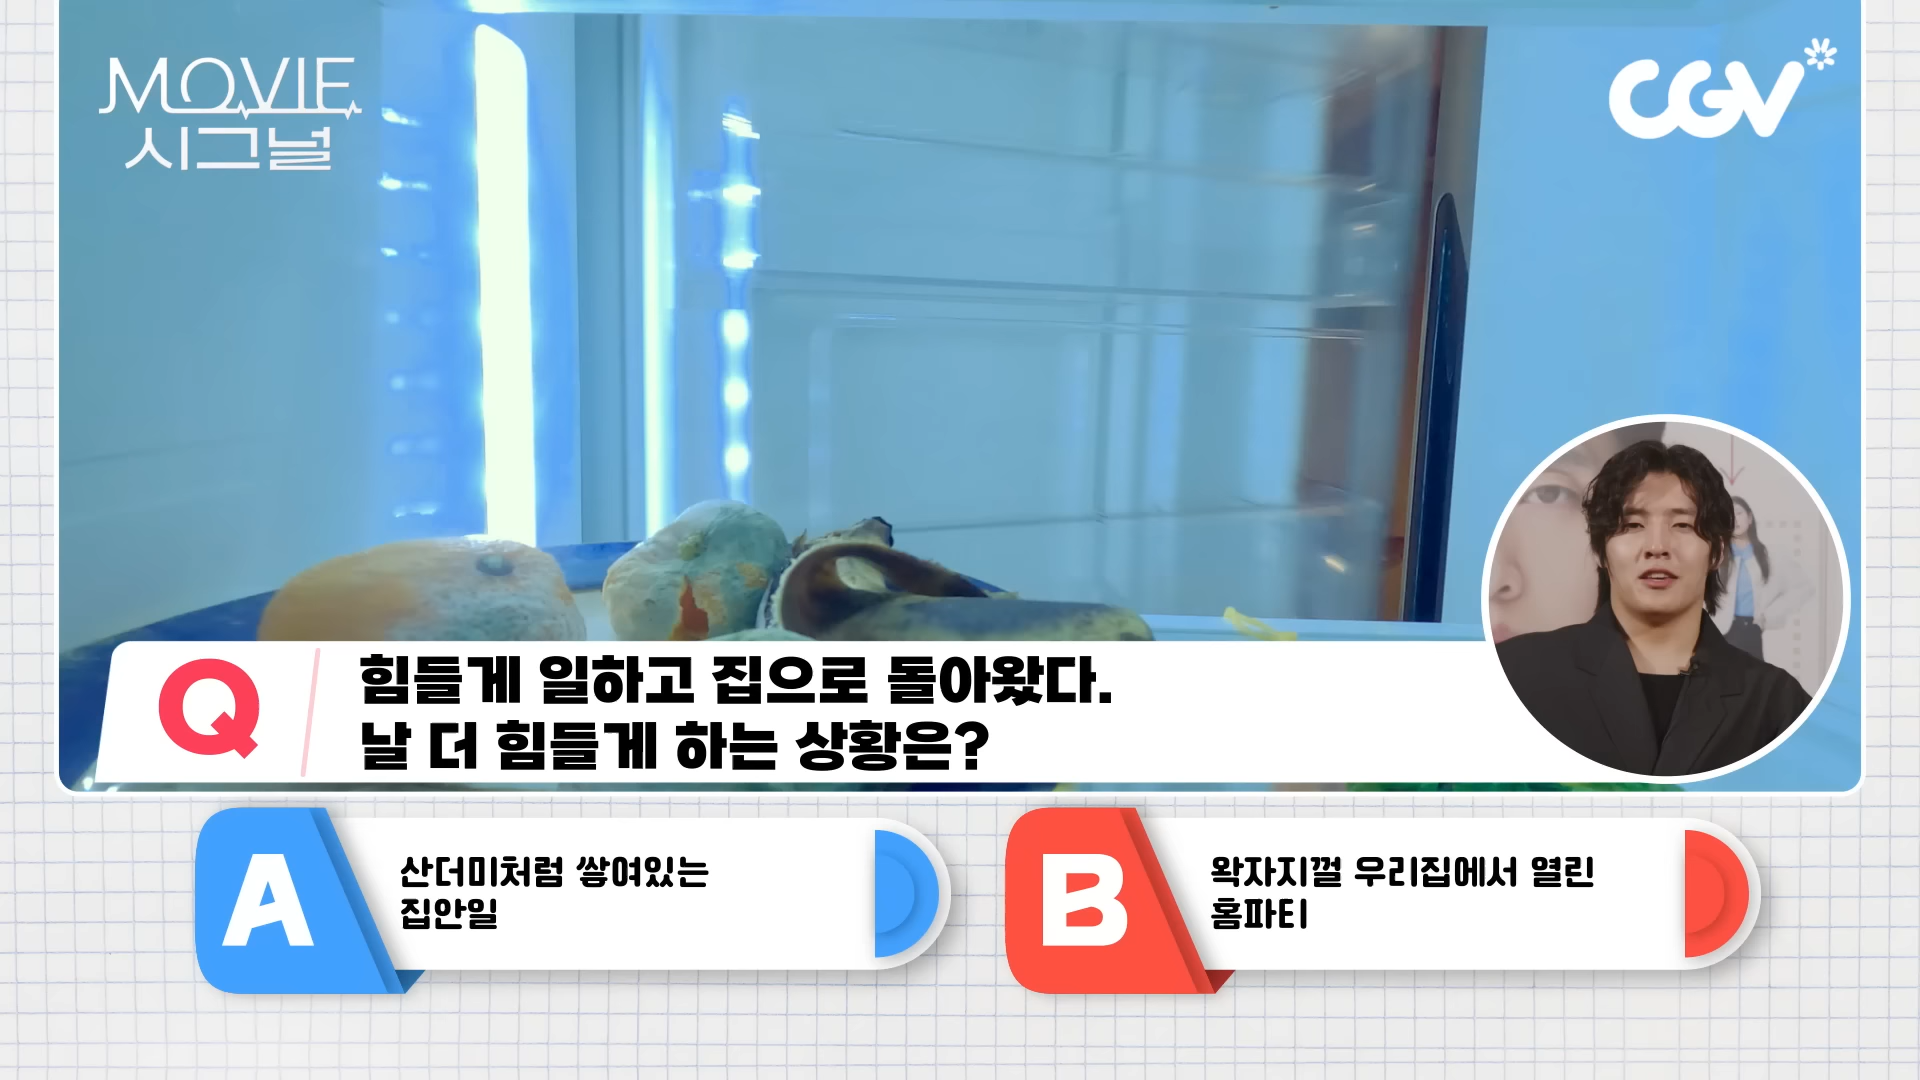 MOVIE
시그널
CGV
Q
힘들게 일하고 집으로 돌아왔다.
날 더 힘들게 하는 상황은?
A
산더미처럼 쌓여있는
집안일
B
왁자지껄 우리집에서 열린
홈파티